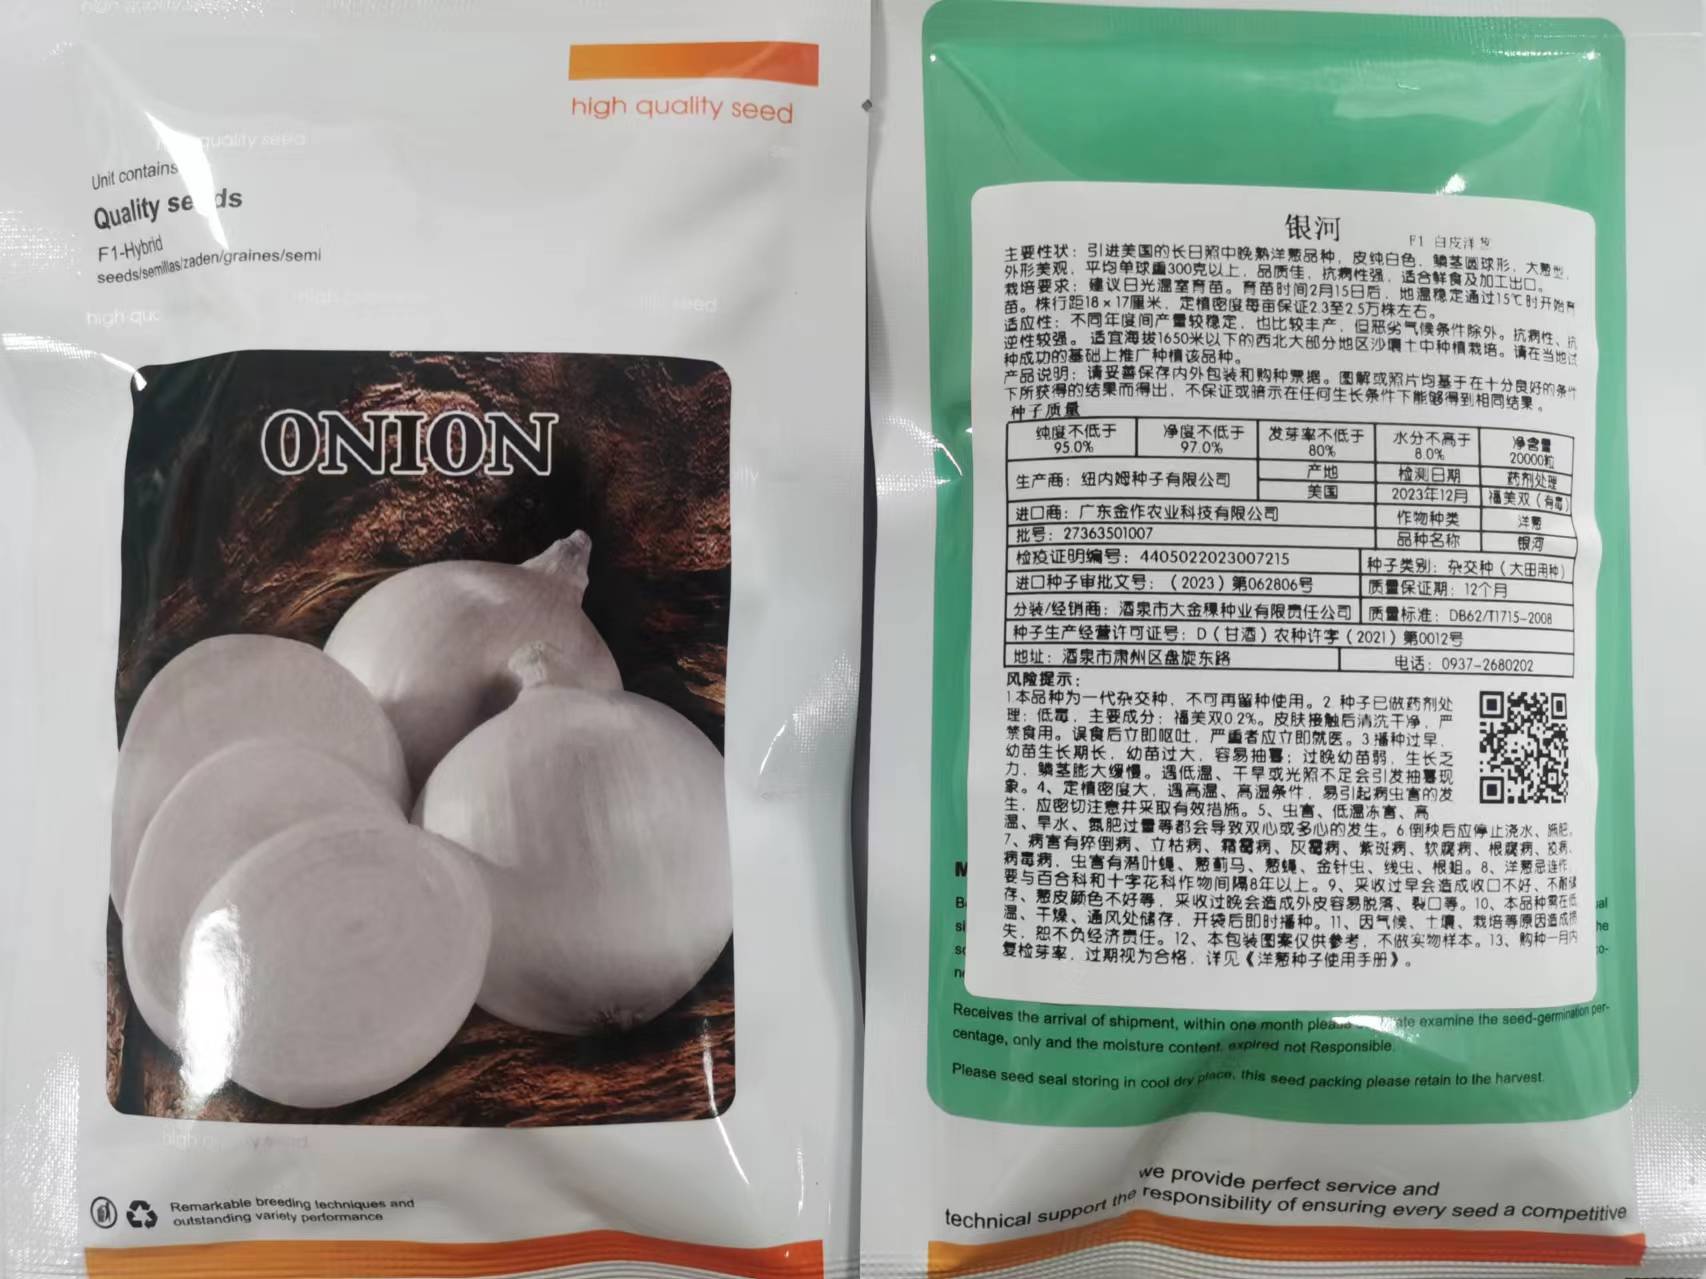 high quality seed
Unit contains
Quality seeds
F1-Hybrid
seeds/semillas/zaden/graines/semi
ONION
Remarkable breeding techniques and
outstanding variety performance
银河 F1 白皮洋葱
主要性状：引进美国的长日照中晚熟洋葱品种，皮纯白色，鳞茎圆球形，大葱型，
外形美观，平均单球重300克以上，品质佳，抗病性强，适合鲜食及加工出口。
栽培要求：建议日光温室育苗。育苗时间2月15日后，地温稳定通过15℃时开始育
苗。株行距18×17厘米，定植密度每亩保证2.3至2.5万株左右。
适应性：不同年度间产量较稳定，也比较丰产，但恶劣气候条件除外。抗病性、抗
逆性较强。适宜海拔1650米以下的西北大部分地区沙壤土中种植栽培。请在当地试
种成功的基础上推广种植该品种。
产品说明：请妥善保存内外包装和购种票据。图解或照片均基于在十分良好的条件
下所获得的结果而得出，不保证或暗示在任何生长条件下能够得到相同结果。
种子质量
纯度不低于 净度不低于 发芽率不低于 水分不高于 净含量
95.0% 97.0% 80% 8.0% 20000粒
生产商：纽内姆种子有限公司 产地 检测日期 药剂处理
美国 2023年12月 福美双（有毒）
进口商：广东金作农业科技有限公司 作物种类 洋葱
批号：27363501007 品种名称 银河
检疫证明编号：4405022023007215 种子类别：杂交种（大田用种）
进口种子审批文号：（2023）第062806号 质量保证期：12个月
分装/经销商：酒泉市大金稞种业有限责任公司 质量标准：DB62/T1715-2008
种子生产经营许可证号：D（甘酒）农种许字（2021）第0012号
地址：酒泉市肃州区盘旋东路 电话：0937-2680202
风险提示：
1.本品种为一代杂交种，不可再留种使用。2.种子已做药剂处
理：低毒，主要成分：福美双0.2%。皮肤接触后清洗干净，严
禁食用。误食后立即呕吐，严重者应立即就医。3.播种过早，
幼苗生长期长，幼苗过大，容易抽薹；过晚幼苗弱，生长乏
力，鳞茎膨大缓慢。遇低温、干旱或光照不足会引发抽薹现
象。4、定植密度大，遇高温、高湿条件，易引起病虫害的发
生，应密切注意并采取有效措施。5、虫害、低温冻害、高
温、旱水、氮肥过量等都会导致双心或多心的发生。6.倒秧后应停止浇水、施肥。
7、病害有猝倒病、立枯病、霜霉病、灰霉病、紫斑病、软腐病、根腐病、疫病、
病毒病，虫害有潜叶蝇、葱蓟马、葱蝇、金针虫、线虫、根蛆。8、洋葱忌连作，
要与百合科和十字花科作物间隔8年以上。9、采收过早会造成收口不好、不耐储
存、葱皮颜色不好等，采收过晚会造成外皮容易脱落、裂口等。10、本品种需在低
温、干燥、通风处储存，开袋后即时播种。11、因气候、土壤、栽培等原因造成损
失，恕不负经济责任。12、本包装图案仅供参考，不做实物样本。13、购种一月内
复检芽率，过期视为合格，详见《洋葱种子使用手册》。
Receives the arrival of shipment, within one month please examine the seed-germination per-
centage, only and the moisture content. expired not Responsible.
Please seed seal storing in cool dry place, this seed packing please retain to the harvest.
we provide perfect service and
technical support the responsibility of ensuring every seed a competitive